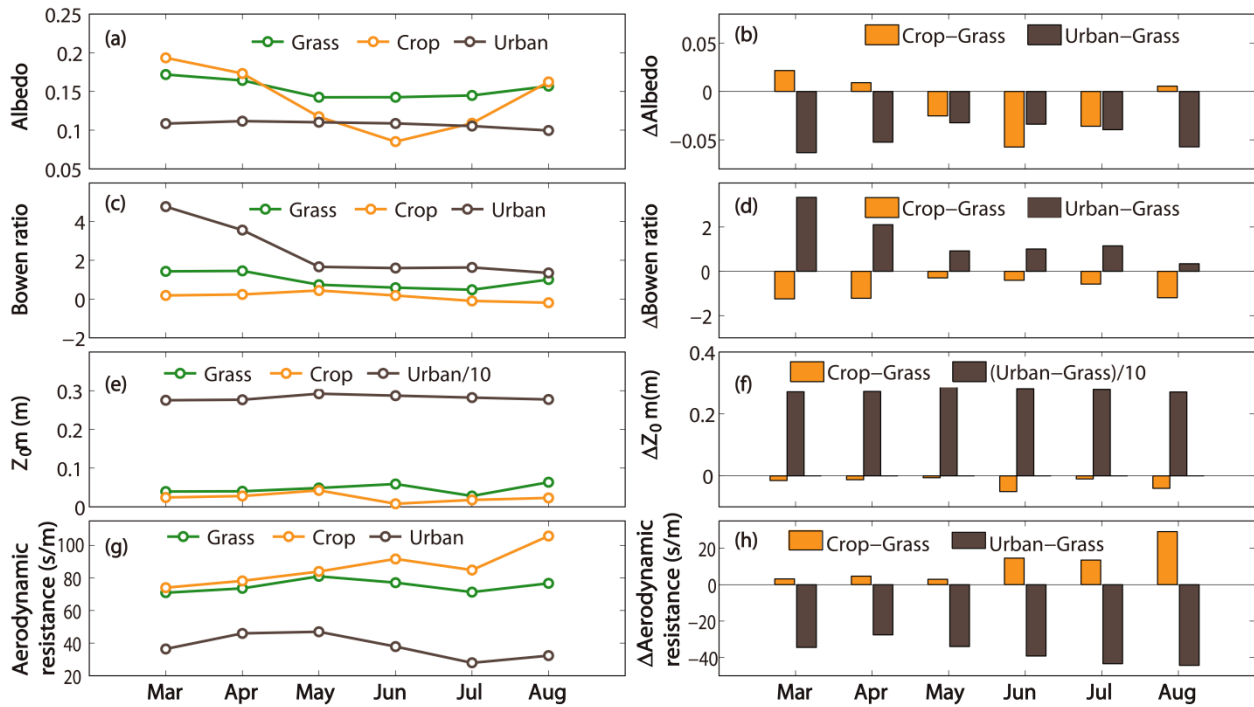 (a)
Grass Crop Urban
Albedo
0.25
0.2
0.15
0.1
0.05
(b)
Crop−Grass Urban−Grass
ΔAlbedo
0.05
0
−0.05
(c)
Grass Crop Urban
Bowen ratio
4
2
0
−2
(d)
Crop−Grass Urban−Grass
ΔBowen ratio
2
0
−2
(e)
Grass Crop Urban/10
Z₀m (m)
0.3
0.2
0.1
0
(f)
Crop−Grass (Urban−Grass)/10
ΔZ₀ m(m)
0.4
0.2
0
(g)
Grass Crop Urban
Aerodynamic
resistance (s/m)
100
80
60
40
20
Mar Apr May Jun Jul Aug
(h)
Crop−Grass Urban−Grass
ΔAerodynamic
resistance (s/m)
20
0
−20
−40
Mar Apr May Jun Jul Aug